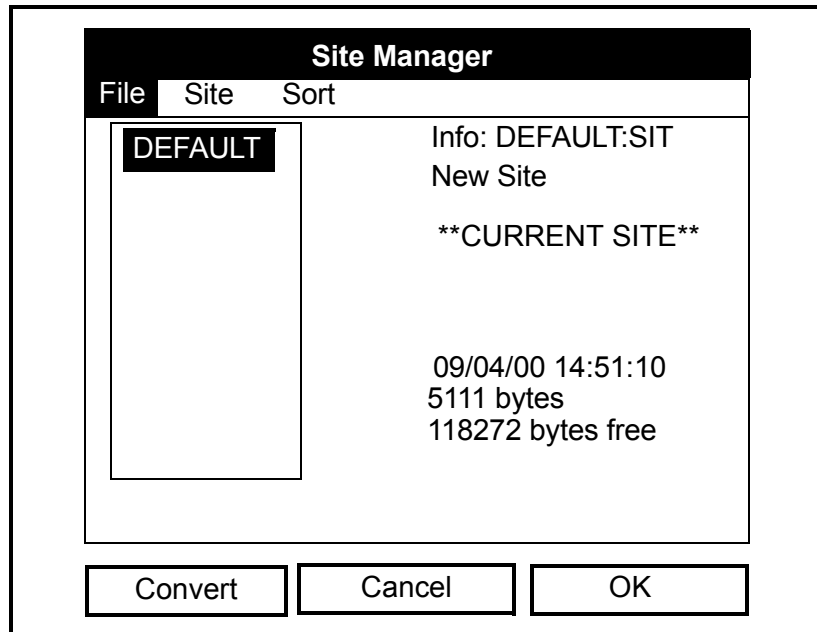 Site Manager
File Site Sort
DEFAULT
Info: DEFAULT:SIT
New Site
**CURRENT SITE**
09/04/00 14:51:10
5111 bytes
118272 bytes free
Convert Cancel OK